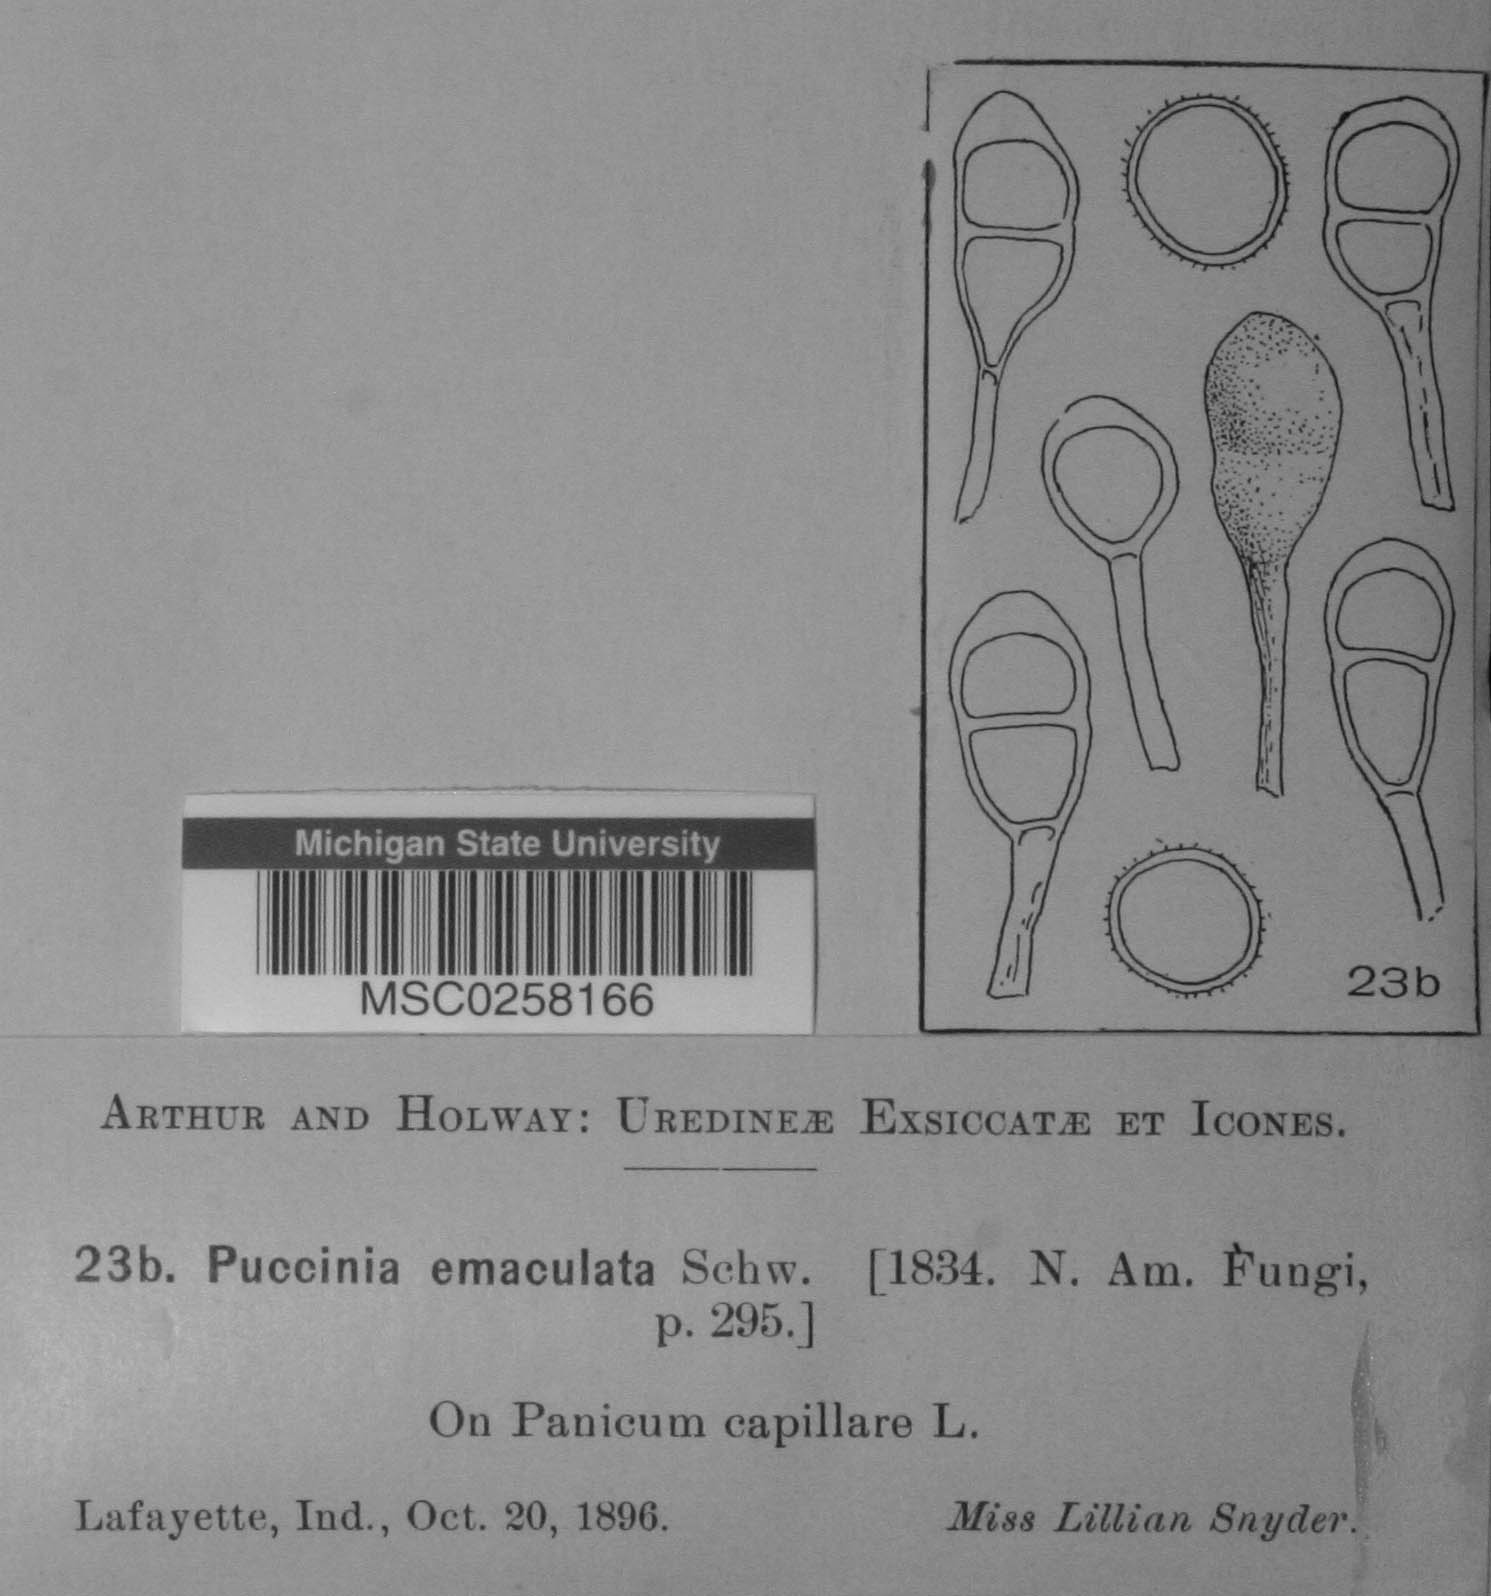 23b
Michigan State University
MSC0258166
ARTHUR AND HOLWAY: UREDINEÆ EXSICCATÆ ET ICONES.
23b. Puccinia emaculata Schw. [1834. N. Am. Fungi,
p. 295.]
On Panicum capillare L.
Lafayette, Ind., Oct. 20, 1896. Miss Lillian Snyder.